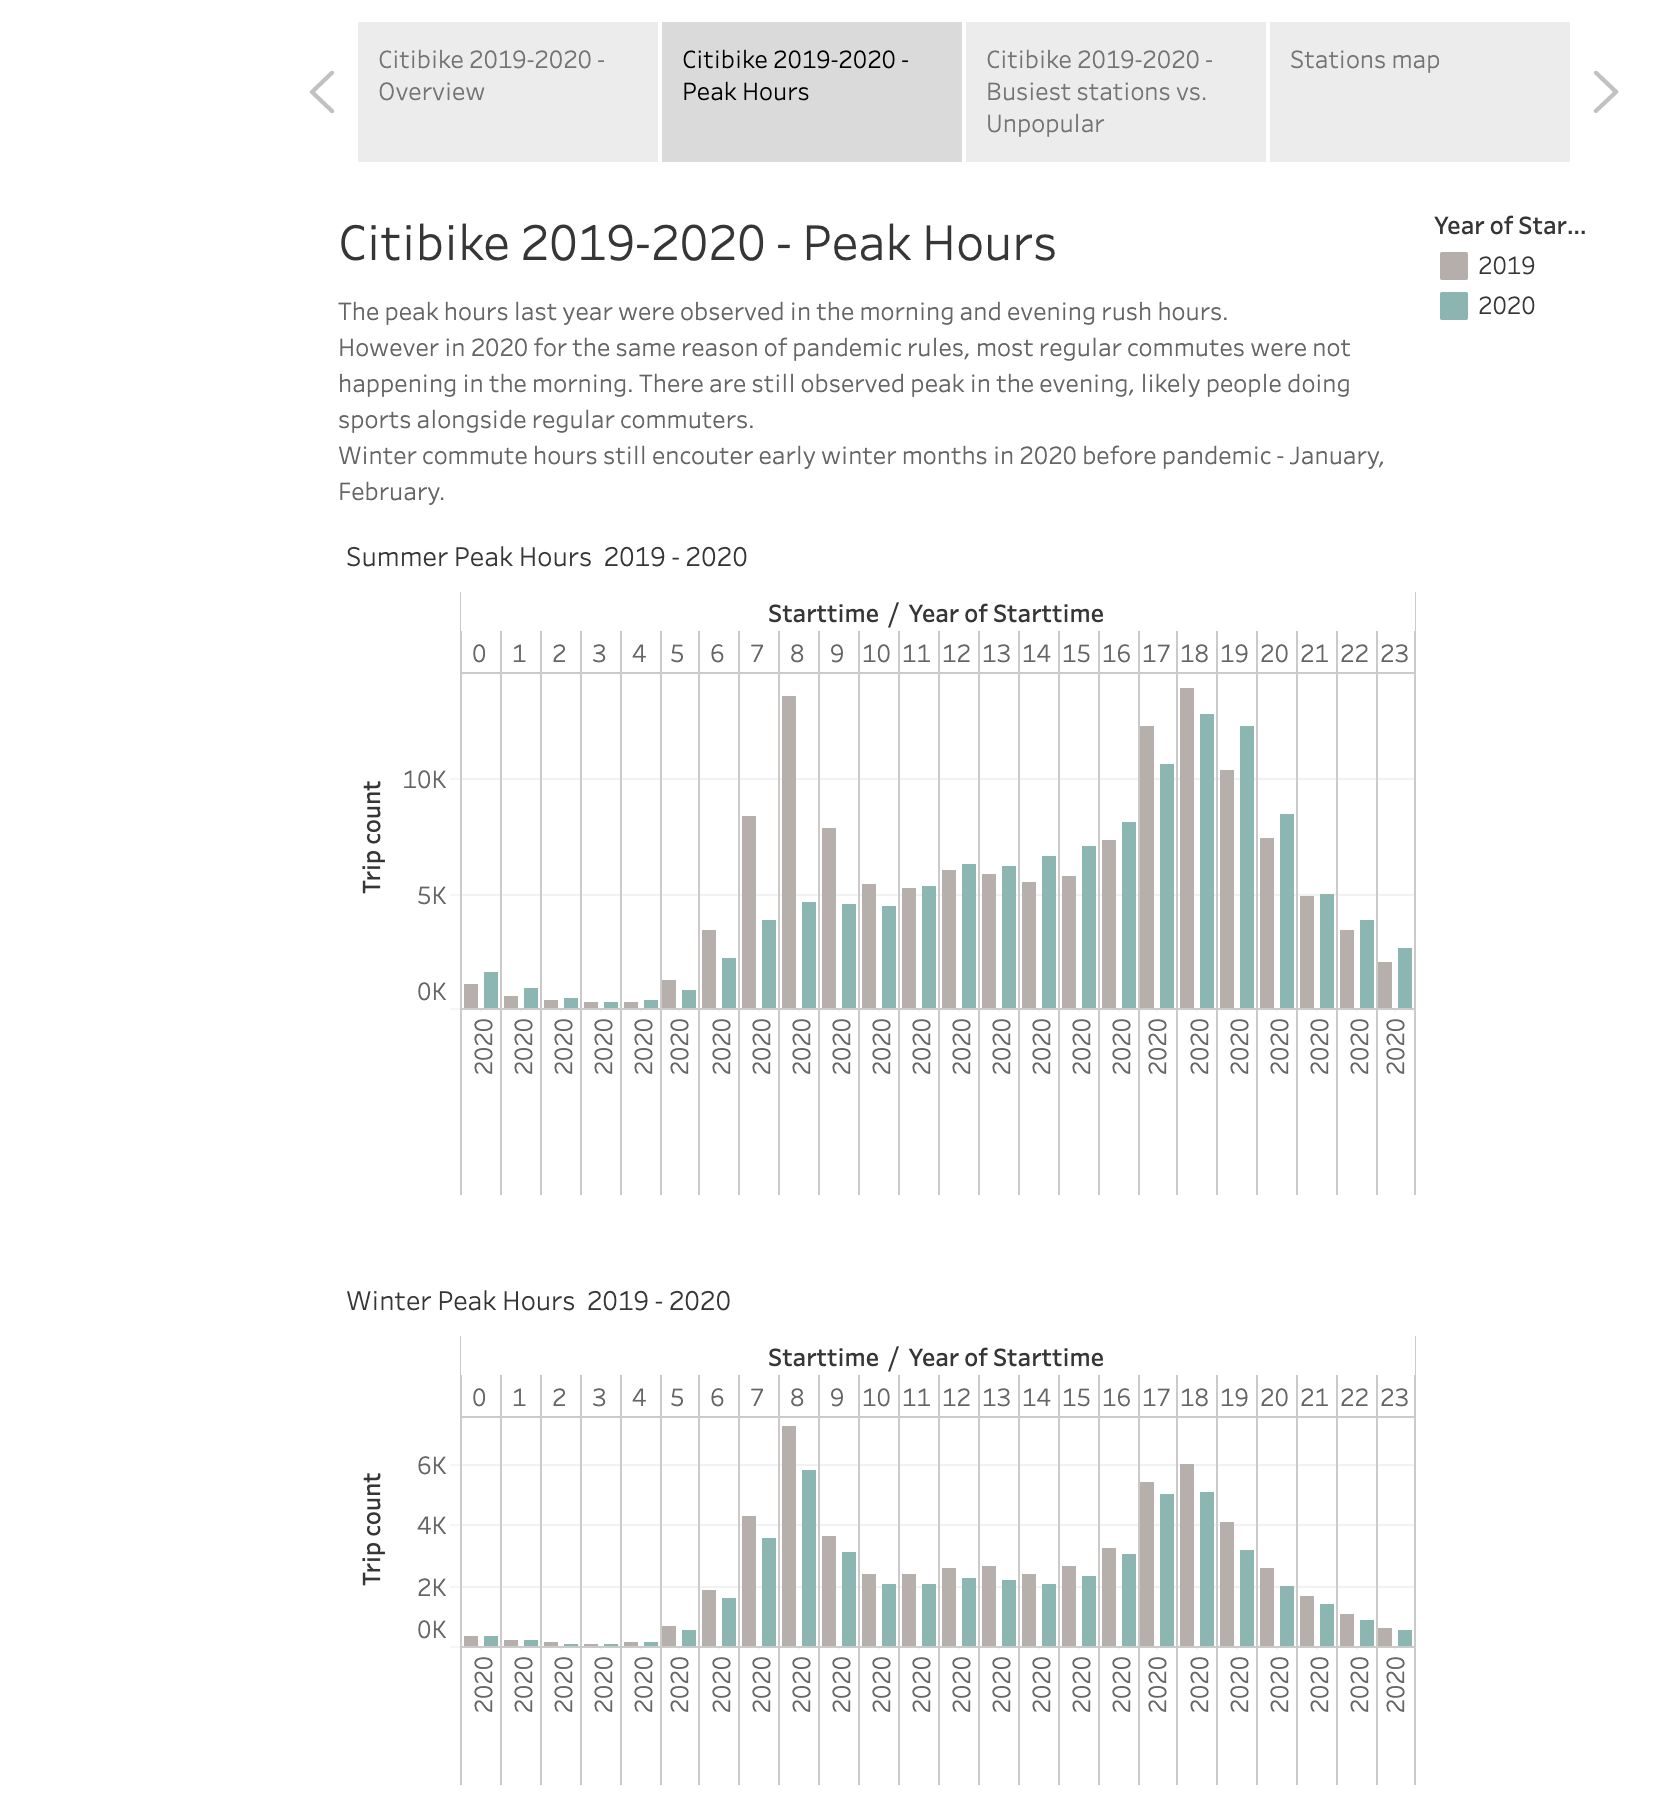 Citibike 2019-2020 - Overview
Citibike 2019-2020 - Peak Hours
Citibike 2019-2020 - Busiest stations vs. Unpopular
Stations map
Citibike 2019-2020 - Peak Hours
Year of Star...
2019
2020
The peak hours last year were observed in the morning and evening rush hours.
However in 2020 for the same reason of pandemic rules, most regular commutes were not
happening in the morning. There are still observed peak in the evening, likely people doing
sports alongside regular commuters.
Winter commute hours still encouter early winter months in 2020 before pandemic - January,
February.
Summer Peak Hours 2019 - 2020
Starttime / Year of Starttime
0 1 2 3 4 5 6 7 8 9 10 11 12 13 14 15 16 17 18 19 20 21 22 23
Trip count
10K
5K
0K
2020 2020 2020 2020 2020 2020 2020 2020 2020 2020 2020 2020 2020 2020 2020 2020 2020 2020 2020 2020 2020 2020 2020 2020
Winter Peak Hours 2019 - 2020
Starttime / Year of Starttime
0 1 2 3 4 5 6 7 8 9 10 11 12 13 14 15 16 17 18 19 20 21 22 23
Trip count
6K
4K
2K
0K
2020 2020 2020 2020 2020 2020 2020 2020 2020 2020 2020 2020 2020 2020 2020 2020 2020 2020 2020 2020 2020 2020 2020 2020